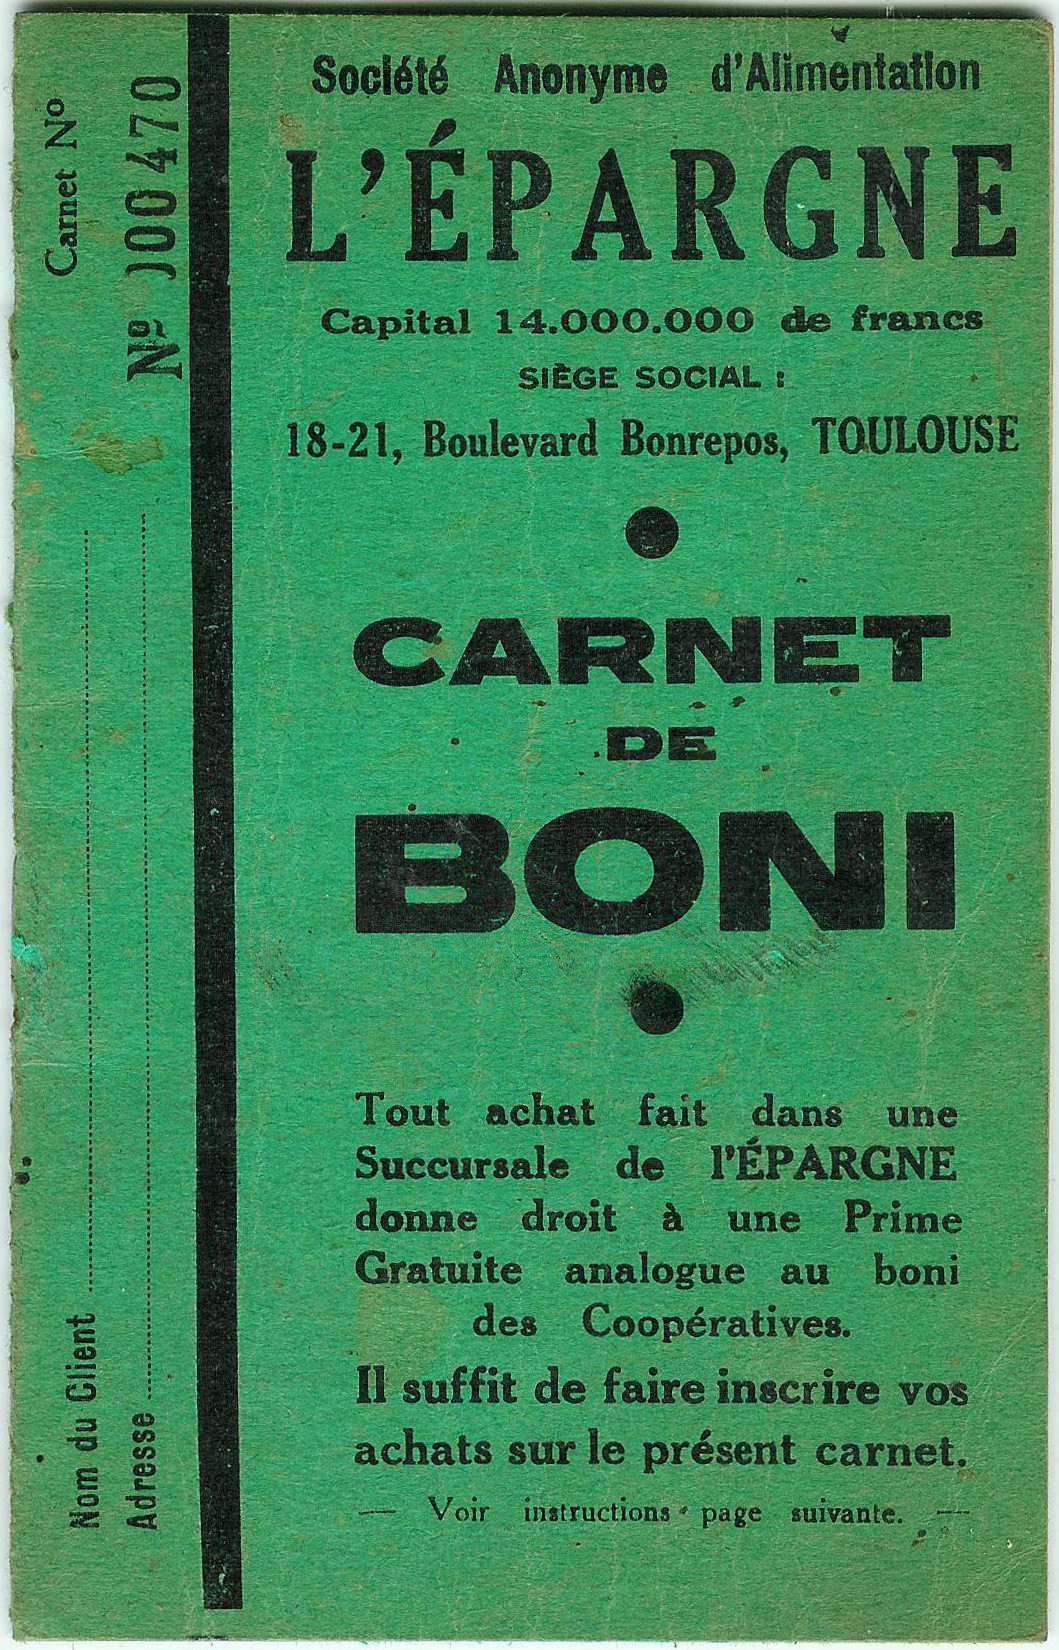 Société Anonyme d'Alimentation
L'ÉPARGNE
Capital 14.000.000 de francs
SIÈGE SOCIAL :
18-21, Boulevard Bonrepos, TOULOUSE
CARNET
DE
BONI
Tout achat fait dans une
Succursale de l'ÉPARGNE
donne droit à une Prime
Gratuite analogue au boni
des Coopératives.
Il suffit de faire inscrire vos
achats sur le présent carnet.
— Voir instructions page suivante. —
Carnet No
No 00470
Nom du Client
Adresse